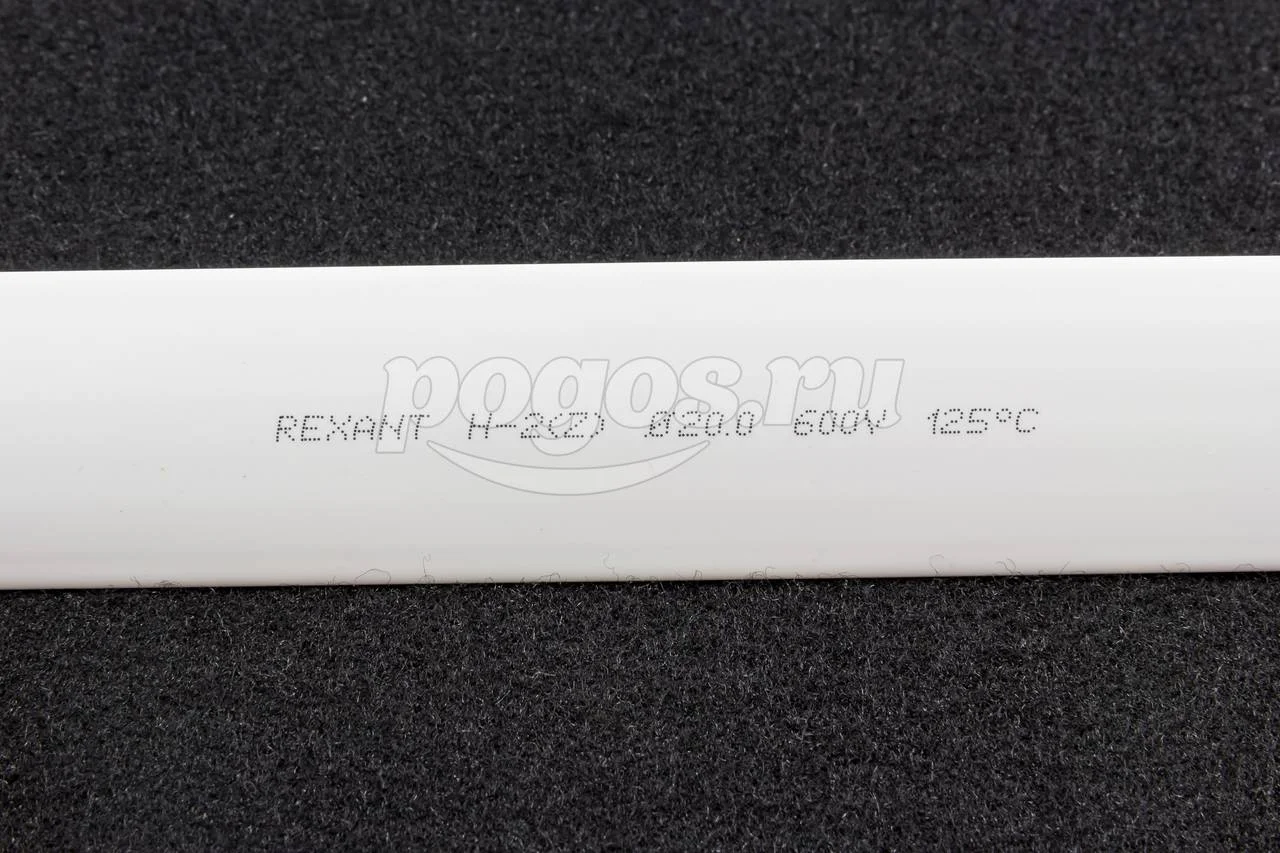 pogos.ru
REXANT H-2(Z) Ø20.0 600V 125°C